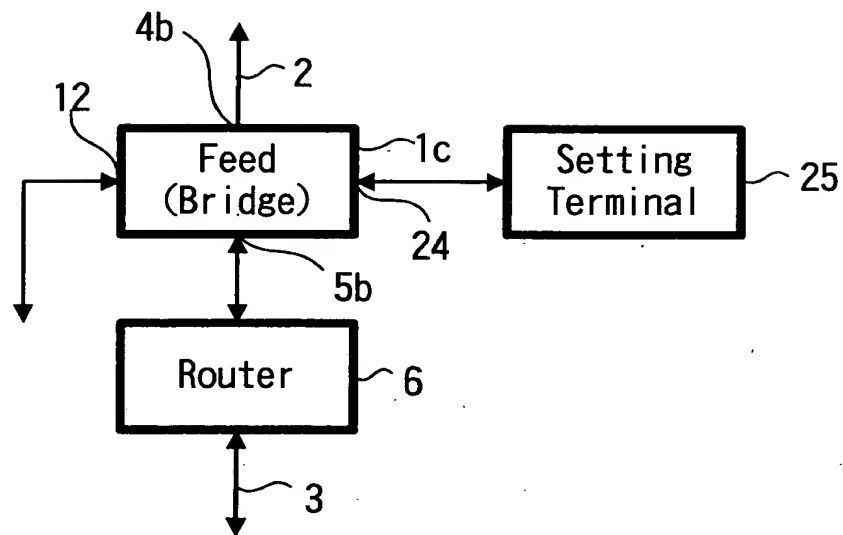 4b
2
12
1c
Feed
(Bridge)
Setting
Terminal
25
24
5b
Router
6
3